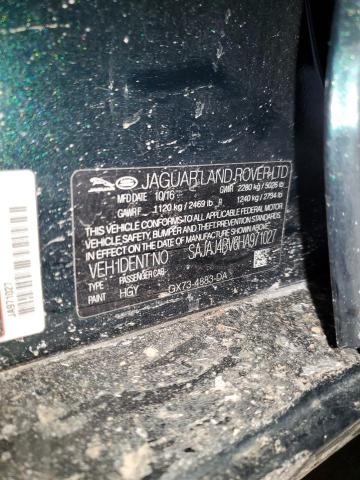 JAGUAR LAND ROVER LTD
MFD DATE 10/16 GWR 2280 kg / 5026 lb
GAWR F 1120 kg / 2469 lb R 1240 kg / 2734 lb
THIS VEHICLE CONFORMS TO ALL APPLICABLE FEDERAL MOTOR
VEHICLE SAFETY BUMPER, AND THEFT PREVENTION STANDARDS
IN EFFECT ON THE DATE OF MANUFACTURE SHOWN ABOVE.
VEH IDENT NO SAJAJ4BV6HA971027
TYPE PASSENGER CAR
PAINT HGY GX73-4883-DA
JA971027